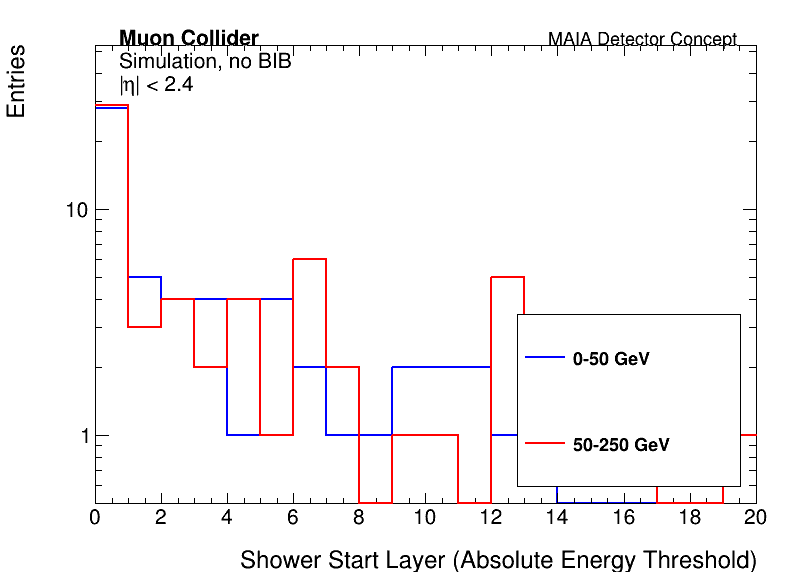 Muon Collider
MAIA Detector Concept
Simulation, no BIB
|η| < 2.4
Entries
10
1
0-50 GeV
50-250 GeV
0 2 4 6 8 10 12 14 16 18 20
Shower Start Layer (Absolute Energy Threshold)